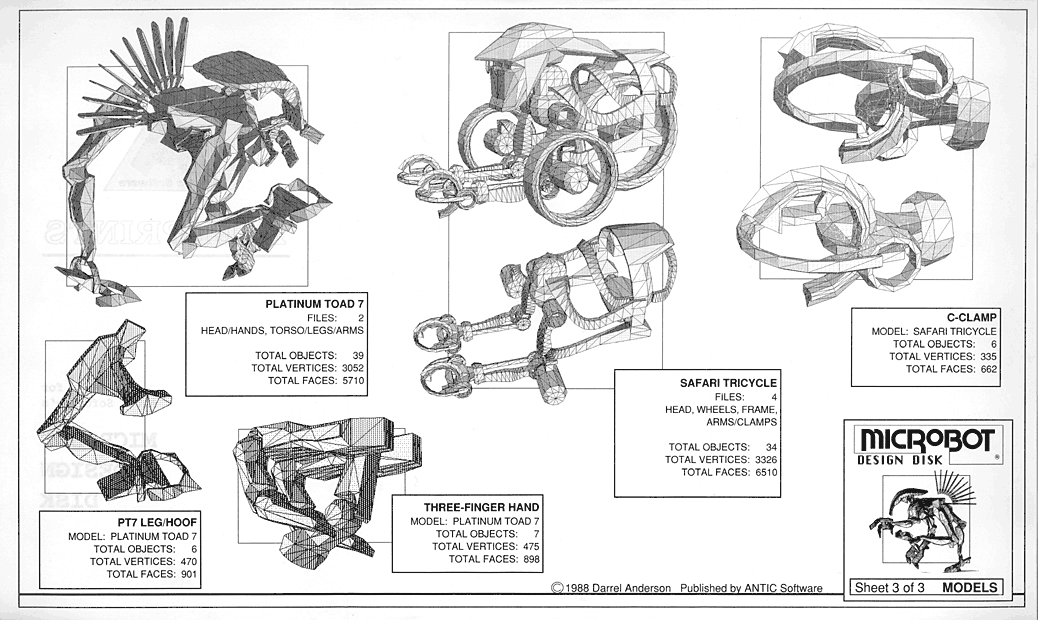 PLATINUM TOAD 7
FILES: 2
HEAD/HANDS, TORSO/LEGS/ARMS
TOTAL OBJECTS: 39
TOTAL VERTICES: 3052
TOTAL FACES: 5710
C-CLAMP
MODEL: SAFARI TRICYCLE
TOTAL OBJECTS: 6
TOTAL VERTICES: 335
TOTAL FACES: 662
SAFARI TRICYCLE
FILES: 4
HEAD, WHEELS, FRAME,
ARMS/CLAMPS
TOTAL OBJECTS: 34
TOTAL VERTICES: 3326
TOTAL FACES: 6510
PT7 LEG/HOOF
MODEL: PLATINUM TOAD 7
TOTAL OBJECTS: 6
TOTAL VERTICES: 470
TOTAL FACES: 901
THREE-FINGER HAND
MODEL: PLATINUM TOAD 7
TOTAL OBJECTS: 7
TOTAL VERTICES: 475
TOTAL FACES: 898
MICROBOT ®
DESIGN DISK
Sheet 3 of 3 MODELS
©1988 Darrel Anderson Published by ANTIC Software